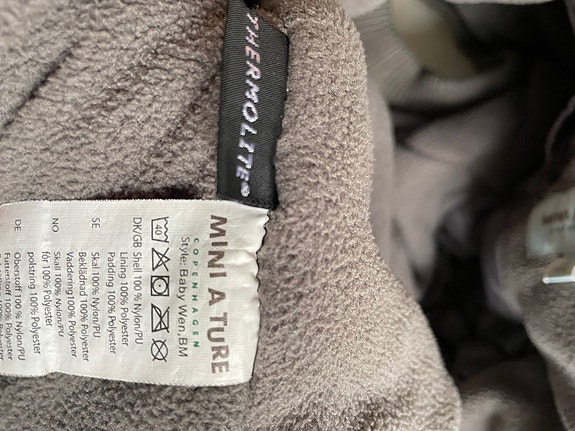 THERMOLITE®
MINI A TURE
COPENHAGEN
Style: Baby Wen,BM
40
DK/GB Shell 100 % Nylon/PU
Lining 100% Polyester
Padding 100% Polyester
SE
Skal 100% Nylon/PU
Beklädnad 100% Polyester
Vaddering 100% Polyester
NO
Skall 100% Nylon/PU
fôr 100% Polyester
polstring 100% Polyester
DE
Oberstoff 100 % Nylon/PU
Futterstoff 100% Polyester